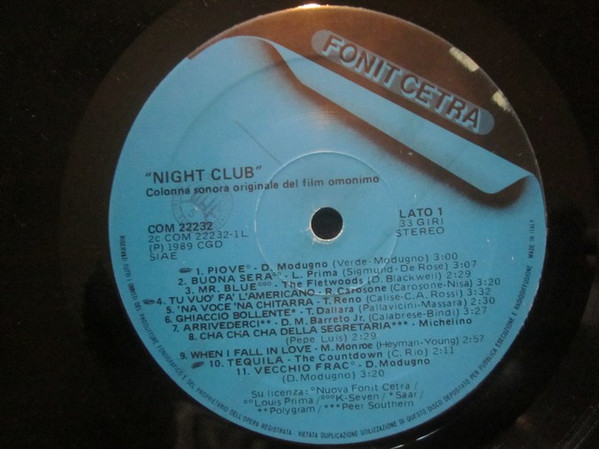 FONIT CETRA
"NIGHT CLUB"
Colonna sonora originale del film omonimo
COM 22232
2c COM 22232-1L
(P) 1989 CGD
SIAE
LATO 1
33 GIRI
STEREO
1. PIOVE° - D. Modugno (Verde-Modugno) 3:00
2. BUONA SERA°° - L. Prima (Sigmund-De Rose) 3:07
3. MR. BLUE°°° - The Fletwoods (D. Blackwell) 2:29
4. TU VUO' FA' L'AMERICANO - R. Carosone (Carosone-Nisa) 3:20
5. 'NA VOCE 'NA CHITARRA - T. Reno (Calise-C.A. Rossi) 3:32
6. GHIACCIO BOLLENTE* - T. Dallara (Pallavicini-Massara) 2:51
7. ARRIVEDERCI** - D. M. Barreto Jr. (Calabrese-Bindi) 3:27
8. CHA CHA CHA DELLA SEGRETARIA*** - Michelino
(Pepe Luis) 2:29
9. WHEN I FALL IN LOVE - M. Monroe (Heyman-Young) 2:57
10. TEQUILA - The Countdown (C. Rio) 2:11
11. VECCHIO FRAC° - D. Modugno
(D. Modugno) 3:20
Su licenza: °Nuova Fonit Cetra/
°°Louis Prima/°°°K-Seven/*Saar/
**Polygram/***Peer Southern
MADE IN ITALY